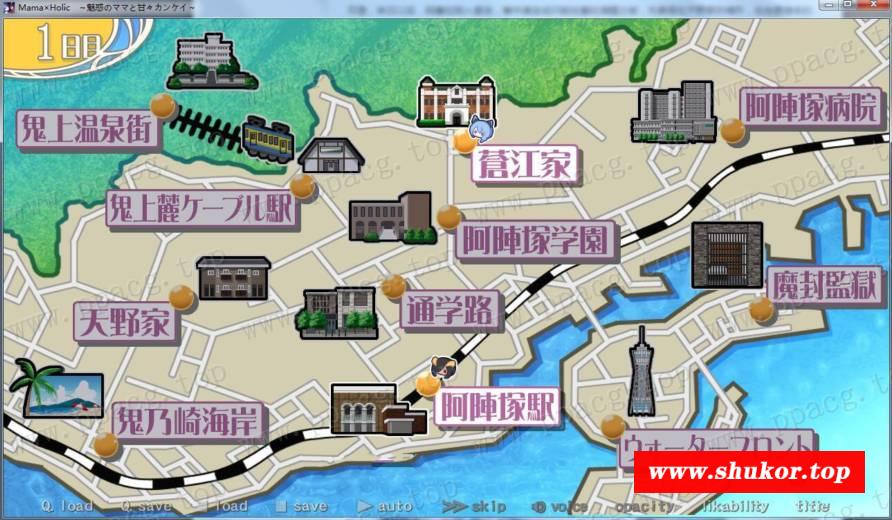 Mama×Holic ～魅惑のママと甘々カンケイ～
1日目
鬼上温泉街
阿陣塚病院
蒼江家
鬼上麓ケーブル駅
阿陣塚学園
魔封監獄
通学路
天野家
阿陣塚駅
鬼乃崎海岸
ウォーターフロント
www.shukor.top
Q.load Q.save load save auto skip voice opacity likability title
www.ppacg.top